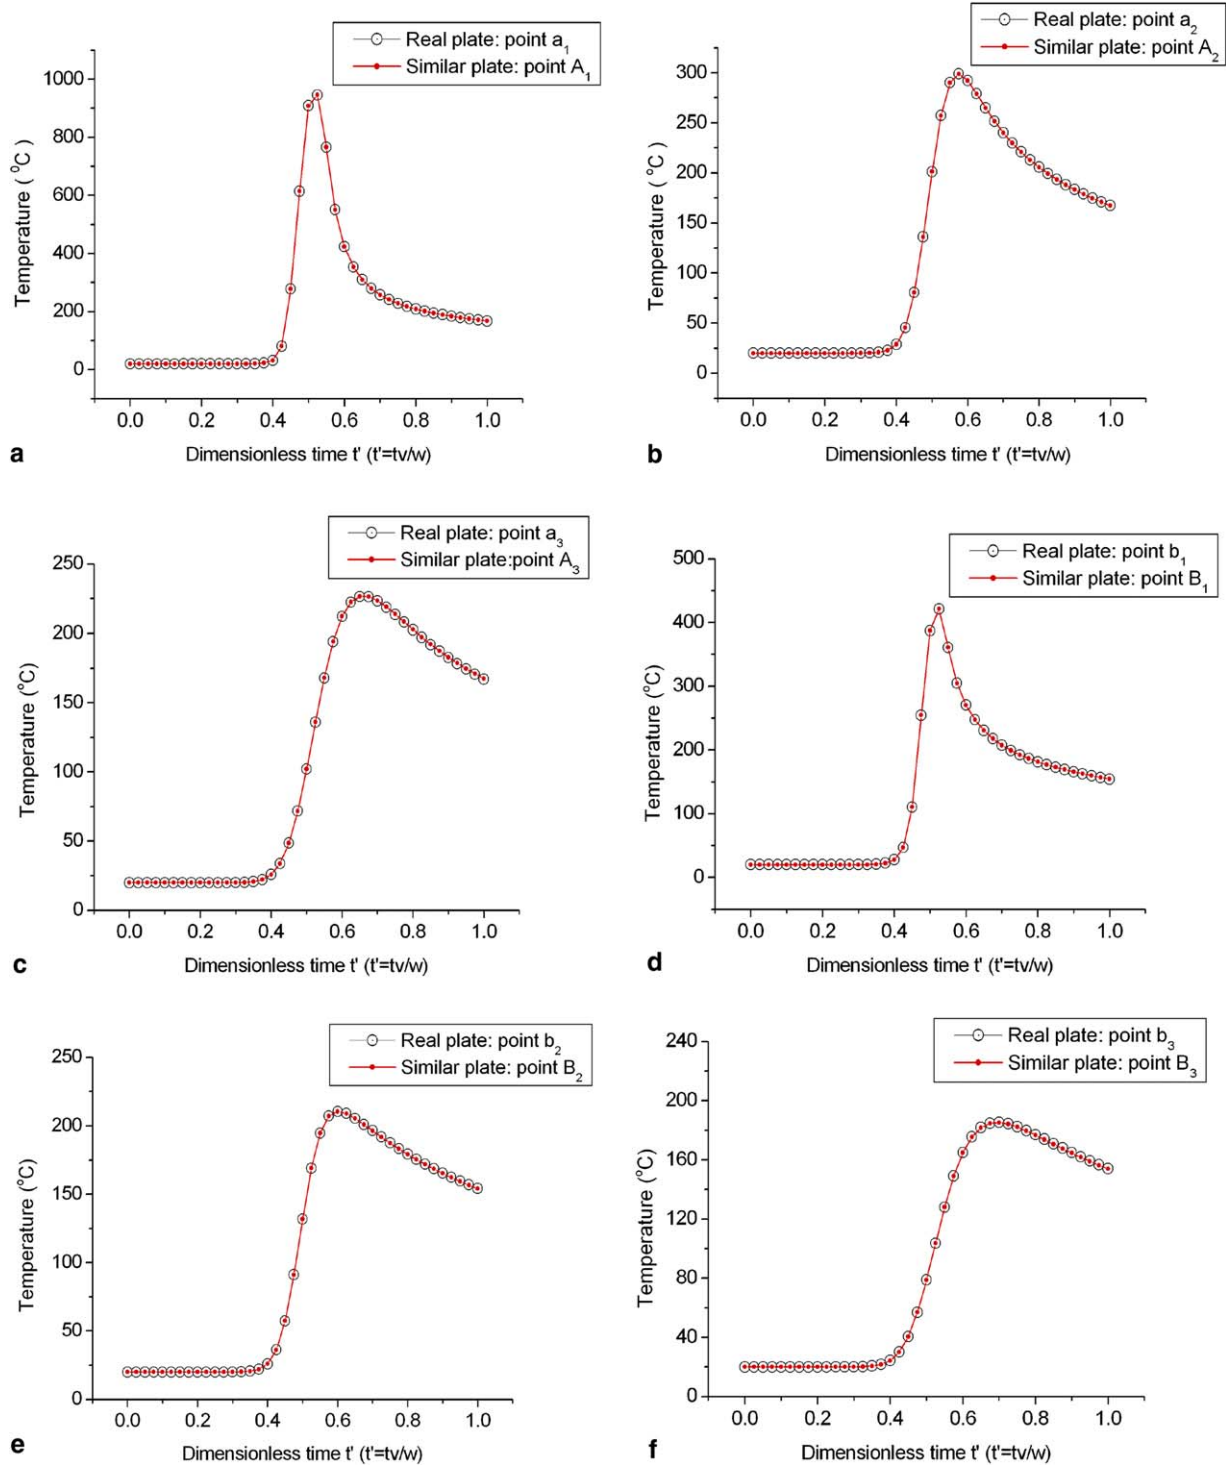 Real plate: point a1
Similar plate: point A1
1000
800
600
400
200
0
Temperature ( °C )
0.0 0.2 0.4 0.6 0.8 1.0
Dimensionless time t' (t'=tv/w)
a
Real plate: point a2
Similar plate: point A2
300
250
200
150
100
50
0
Temperature ( °C )
0.0 0.2 0.4 0.6 0.8 1.0
Dimensionless time t' (t'=tv/w)
b
Real plate: point a3
Similar plate:point A3
250
200
150
100
50
0
Temperature (°C)
0.0 0.2 0.4 0.6 0.8 1.0
Dimensionless time t' (t'=tv/w)
c
Real plate: point b1
Similar plate: point B1
500
400
300
200
100
0
Temperature (°C)
0.0 0.2 0.4 0.6 0.8 1.0
Dimensionless time t' (t'=tv/w)
d
Real plate: point b2
Similar plate: point B2
250
200
150
100
50
0
Temperature (°C)
0.0 0.2 0.4 0.6 0.8 1.0
Dimensionless time t' (t'=tv/w)
e
Real plate: point b3
Similar plate: point B3
240
200
160
120
80
40
0
Temperature (°C)
0.0 0.2 0.4 0.6 0.8 1.0
Dimensionless time t' (t'=tv/w)
f